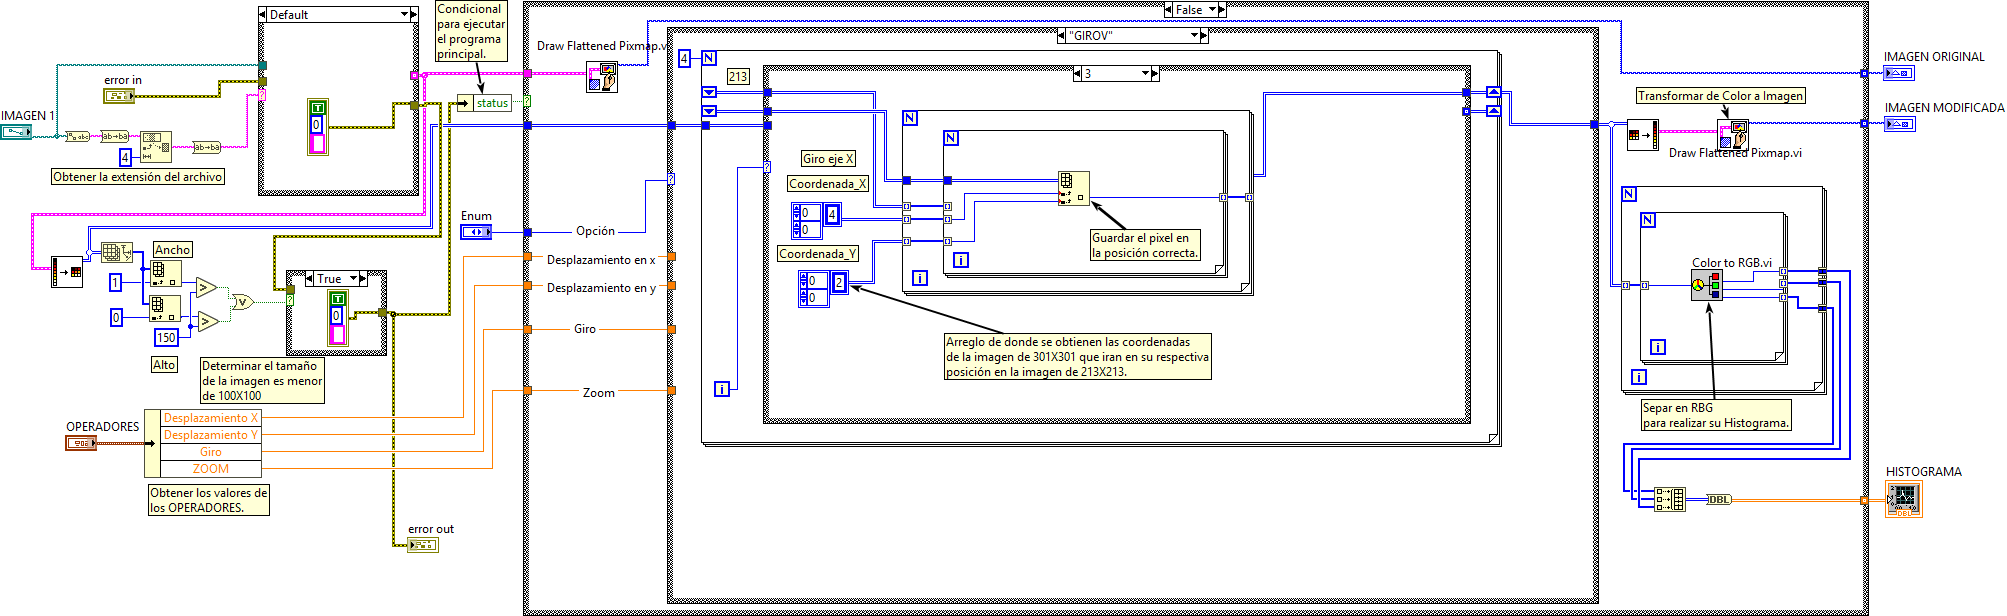 Default
error in
IMAGEN 1
4
Obtener la extensión del archivo
T
0
Condicional
para ejecutar
el programa
principal.
status
Draw Flattened Pixmap.v
False
"GIROV"
4
N
213
3
N
N
Giro eje X
Coordenada_X
0
0
4
Coordenada_Y
0
0
2
Guardar el pixel en
la posición correcta.
i
i
Arreglo de donde se obtienen las coordenadas
de la imagen de 301X301 que iran en su respectiva
posición en la imagen de 213X213.
i
Enum
Opción
Desplazamiento en x
Desplazamiento en y
Giro
Zoom
Ancho
1
0
150
Alto
V
True
T
0
Determinar el tamaño
de la imagen es menor
de 100X100
OPERADORES
Desplazamiento X
Desplazamiento Y
Giro
ZOOM
Obtener los valores de
los OPERADORES.
error out
IMAGEN ORIGINAL
Transformar de Color a Imagen
IMAGEN MODIFICADA
Draw Flattened Pixmap.vi
N
N
Color to RGB.vi
i
i
Separ en RBG
para realizar su Histograma.
DBL
HISTOGRAMA
DBL